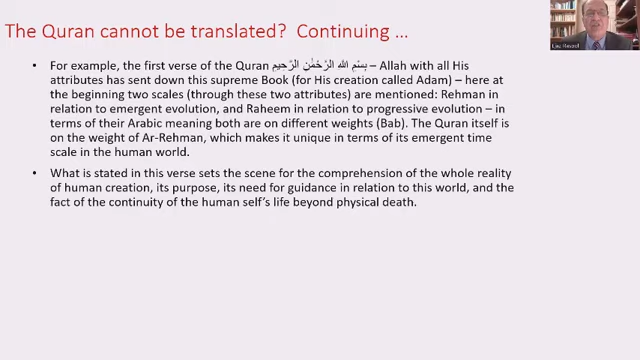 The Quran cannot be translated? Continuing …
• For example, the first verse of the Quran بِسْمِ اللهِ الرَّحْمٰنِ الرَّحِيمِ – Allah with all His
attributes has sent down this supreme Book (for His creation called Adam) – here at
the beginning two scales (through these two attributes) are mentioned: Rehman in
relation to emergent evolution, and Raheem in relation to progressive evolution – in
terms of their Arabic meaning both are on different weights (Bab). The Quran itself is
on the weight of Ar-Rehman, which makes it unique in terms of its emergent time
scale in the human world.
• What is stated in this verse sets the scene for the comprehension of the whole reality
of human creation, its purpose, its need for guidance in relation to this world, and the
fact of the continuity of the human self's life beyond physical death.